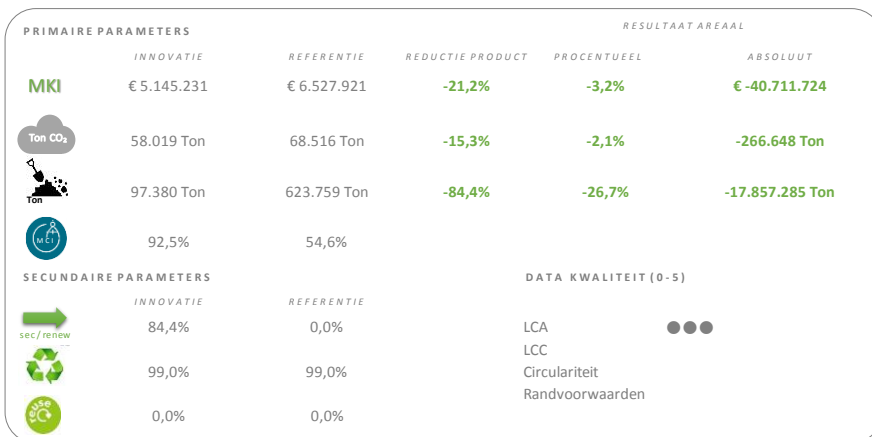 PRIMAIRE PARAMETERS
RESULTAAT AREAAL
INNOVATIE REFERENTIE REDUCTIE PRODUCT PROCENTUEEL ABSOLUUT
MKI € 5.145.231 € 6.527.921 -21,2% -3,2% € -40.711.724
Ton CO₂ 58.019 Ton 68.516 Ton -15,3% -2,1% -266.648 Ton
Ton 97.380 Ton 623.759 Ton -84,4% -26,7% -17.857.285 Ton
MCI 92,5% 54,6%
SECUNDAIRE PARAMETERS DATA KWALITEIT (0-5)
INNOVATIE REFERENTIE
sec/renew 84,4% 0,0% LCA
LCC
99,0% 99,0% Circulariteit
Randvoorwaarden
reuse 0,0% 0,0%